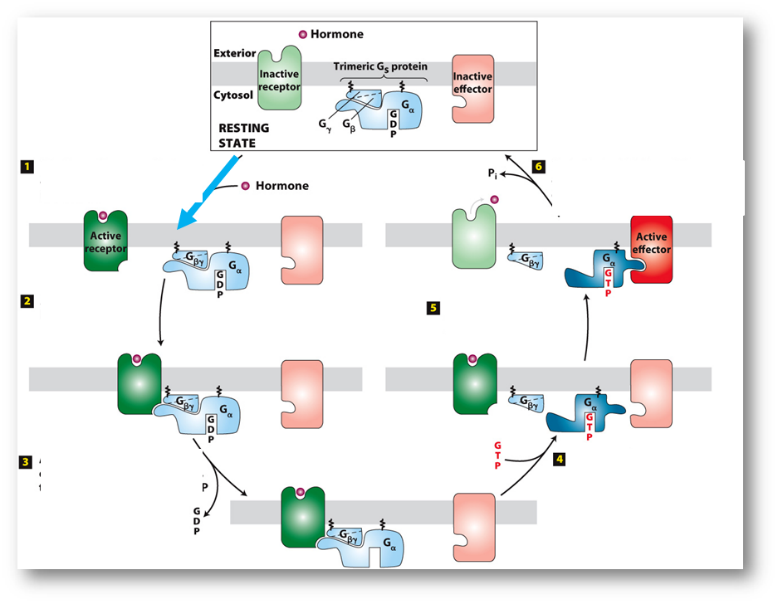 Hormone
Exterior
Trimeric Gs protein
Inactive receptor
Inactive effector
Cytosol
Gγ
Gβ
Gα
GDP
RESTING STATE
1
Hormone
Active receptor
Gβγ
Gα
GDP
2
Gβγ
Gα
GDP
3
P
GDP
Gβγ
Gα
GTP
4
Gβγ
Gα
GTP
5
Gβγ
Gα
GTP
Active effector
Pi
6